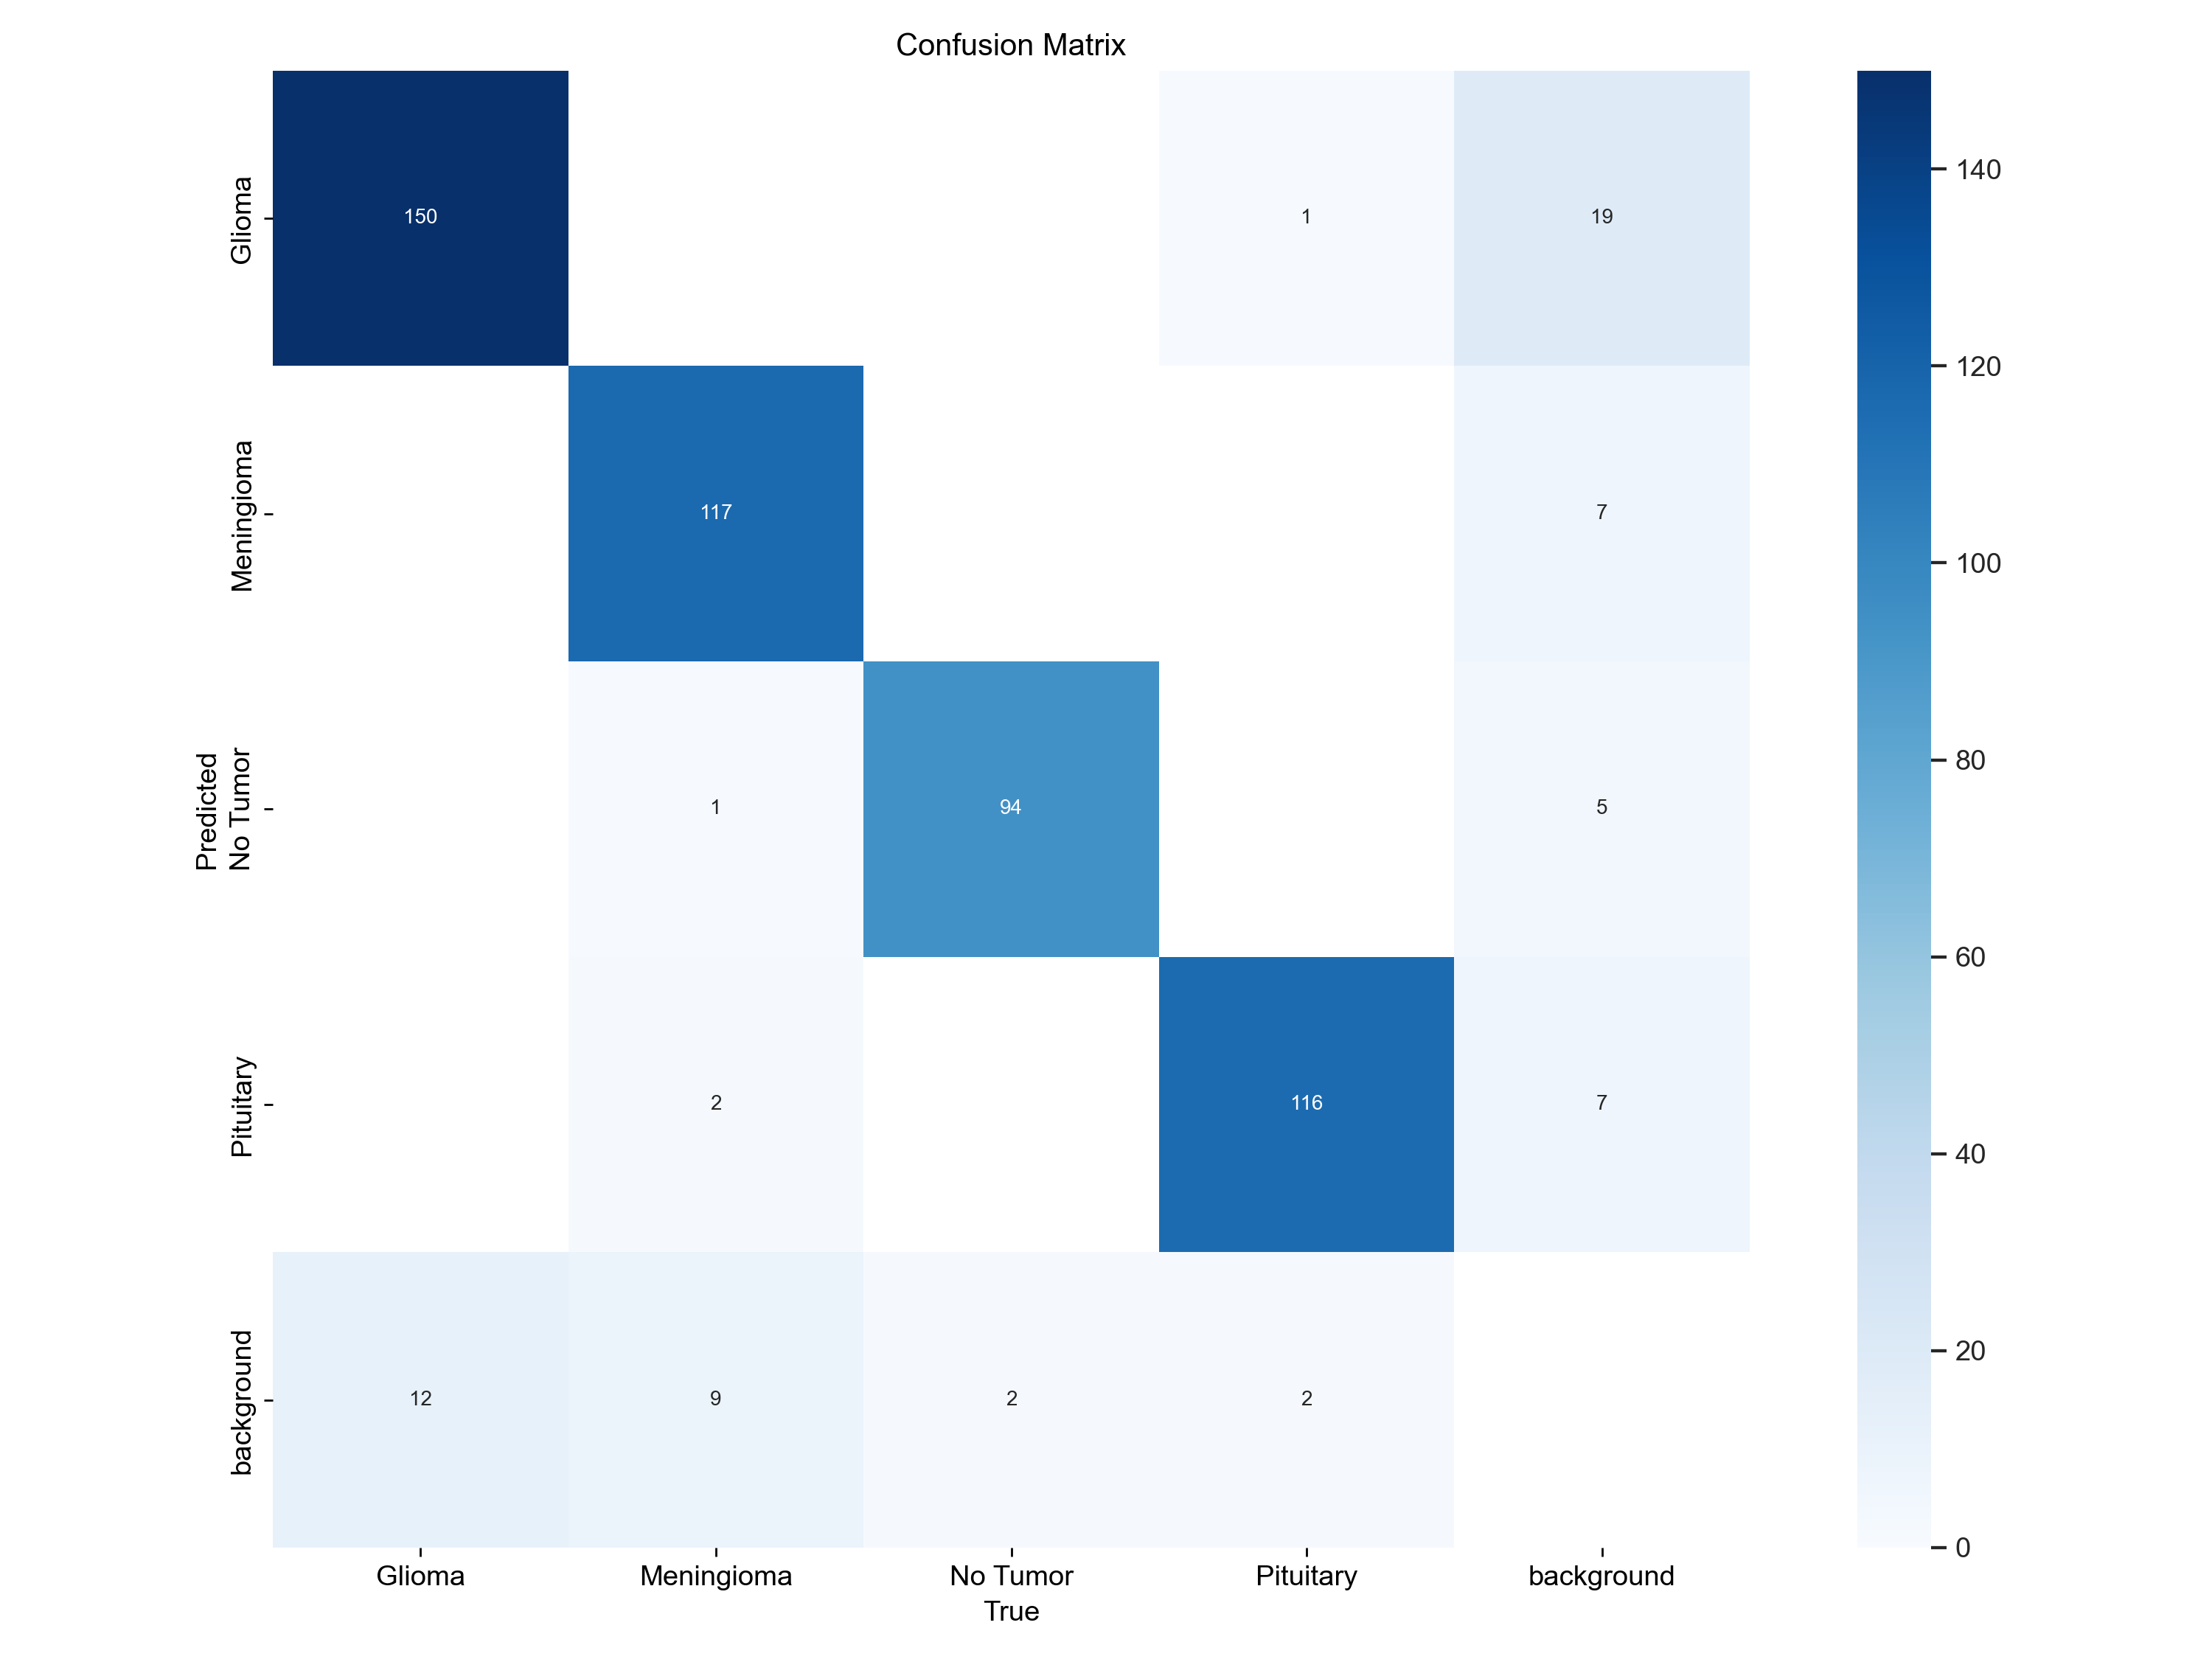 Confusion Matrix
Glioma
150
1
19
140
120
Meningioma
117
7
100
Predicted
No Tumor
1
94
5
80
60
Pituitary
2
116
7
40
background
12
9
2
2
20
0
Glioma
Meningioma
No Tumor
Pituitary
background
True